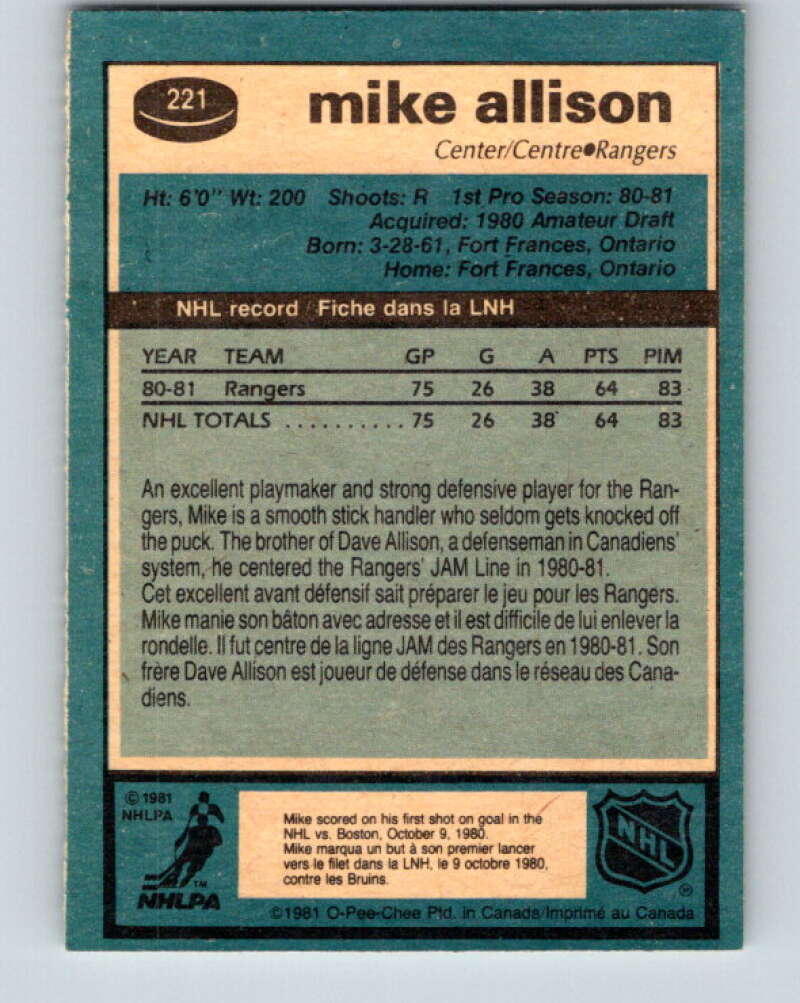 221
mike allison
Center/Centre●Rangers
Ht: 6'0" Wt: 200 Shoots: R 1st Pro Season: 80-81
Acquired: 1980 Amateur Draft
Born: 3-28-61, Fort Frances, Ontario
Home: Fort Frances, Ontario
NHL record / Fiche dans la LNH
YEAR TEAM GP G A PTS PIM
80-81 Rangers 75 26 38 64 83
NHL TOTALS .......... 75 26 38 64 83
An excellent playmaker and strong defensive player for the Ran-
gers, Mike is a smooth stick handler who seldom gets knocked off
the puck. The brother of Dave Allison, a defenseman in Canadiens'
system, he centered the Rangers' JAM Line in 1980-81.
Cet excellent avant défensif sait préparer le jeu pour les Rangers.
Mike manie son bâton avec adresse et il est difficile de lui enlever la
rondelle. Il fut centre de la ligne JAM des Rangers en 1980-81. Son
frère Dave Allison est joueur de défense dans le réseau des Cana-
diens.
© 1981
NHLPA
TM
NHLPA
Mike scored on his first shot on goal in the
NHL vs. Boston, October 9, 1980.
Mike marqua un but à son premier lancer
vers le filet dans la LNH, le 9 octobre 1980,
contre les Bruins.
NHL
©1981 O-Pee-Chee Ptd. in Canada/Imprimé au Canada